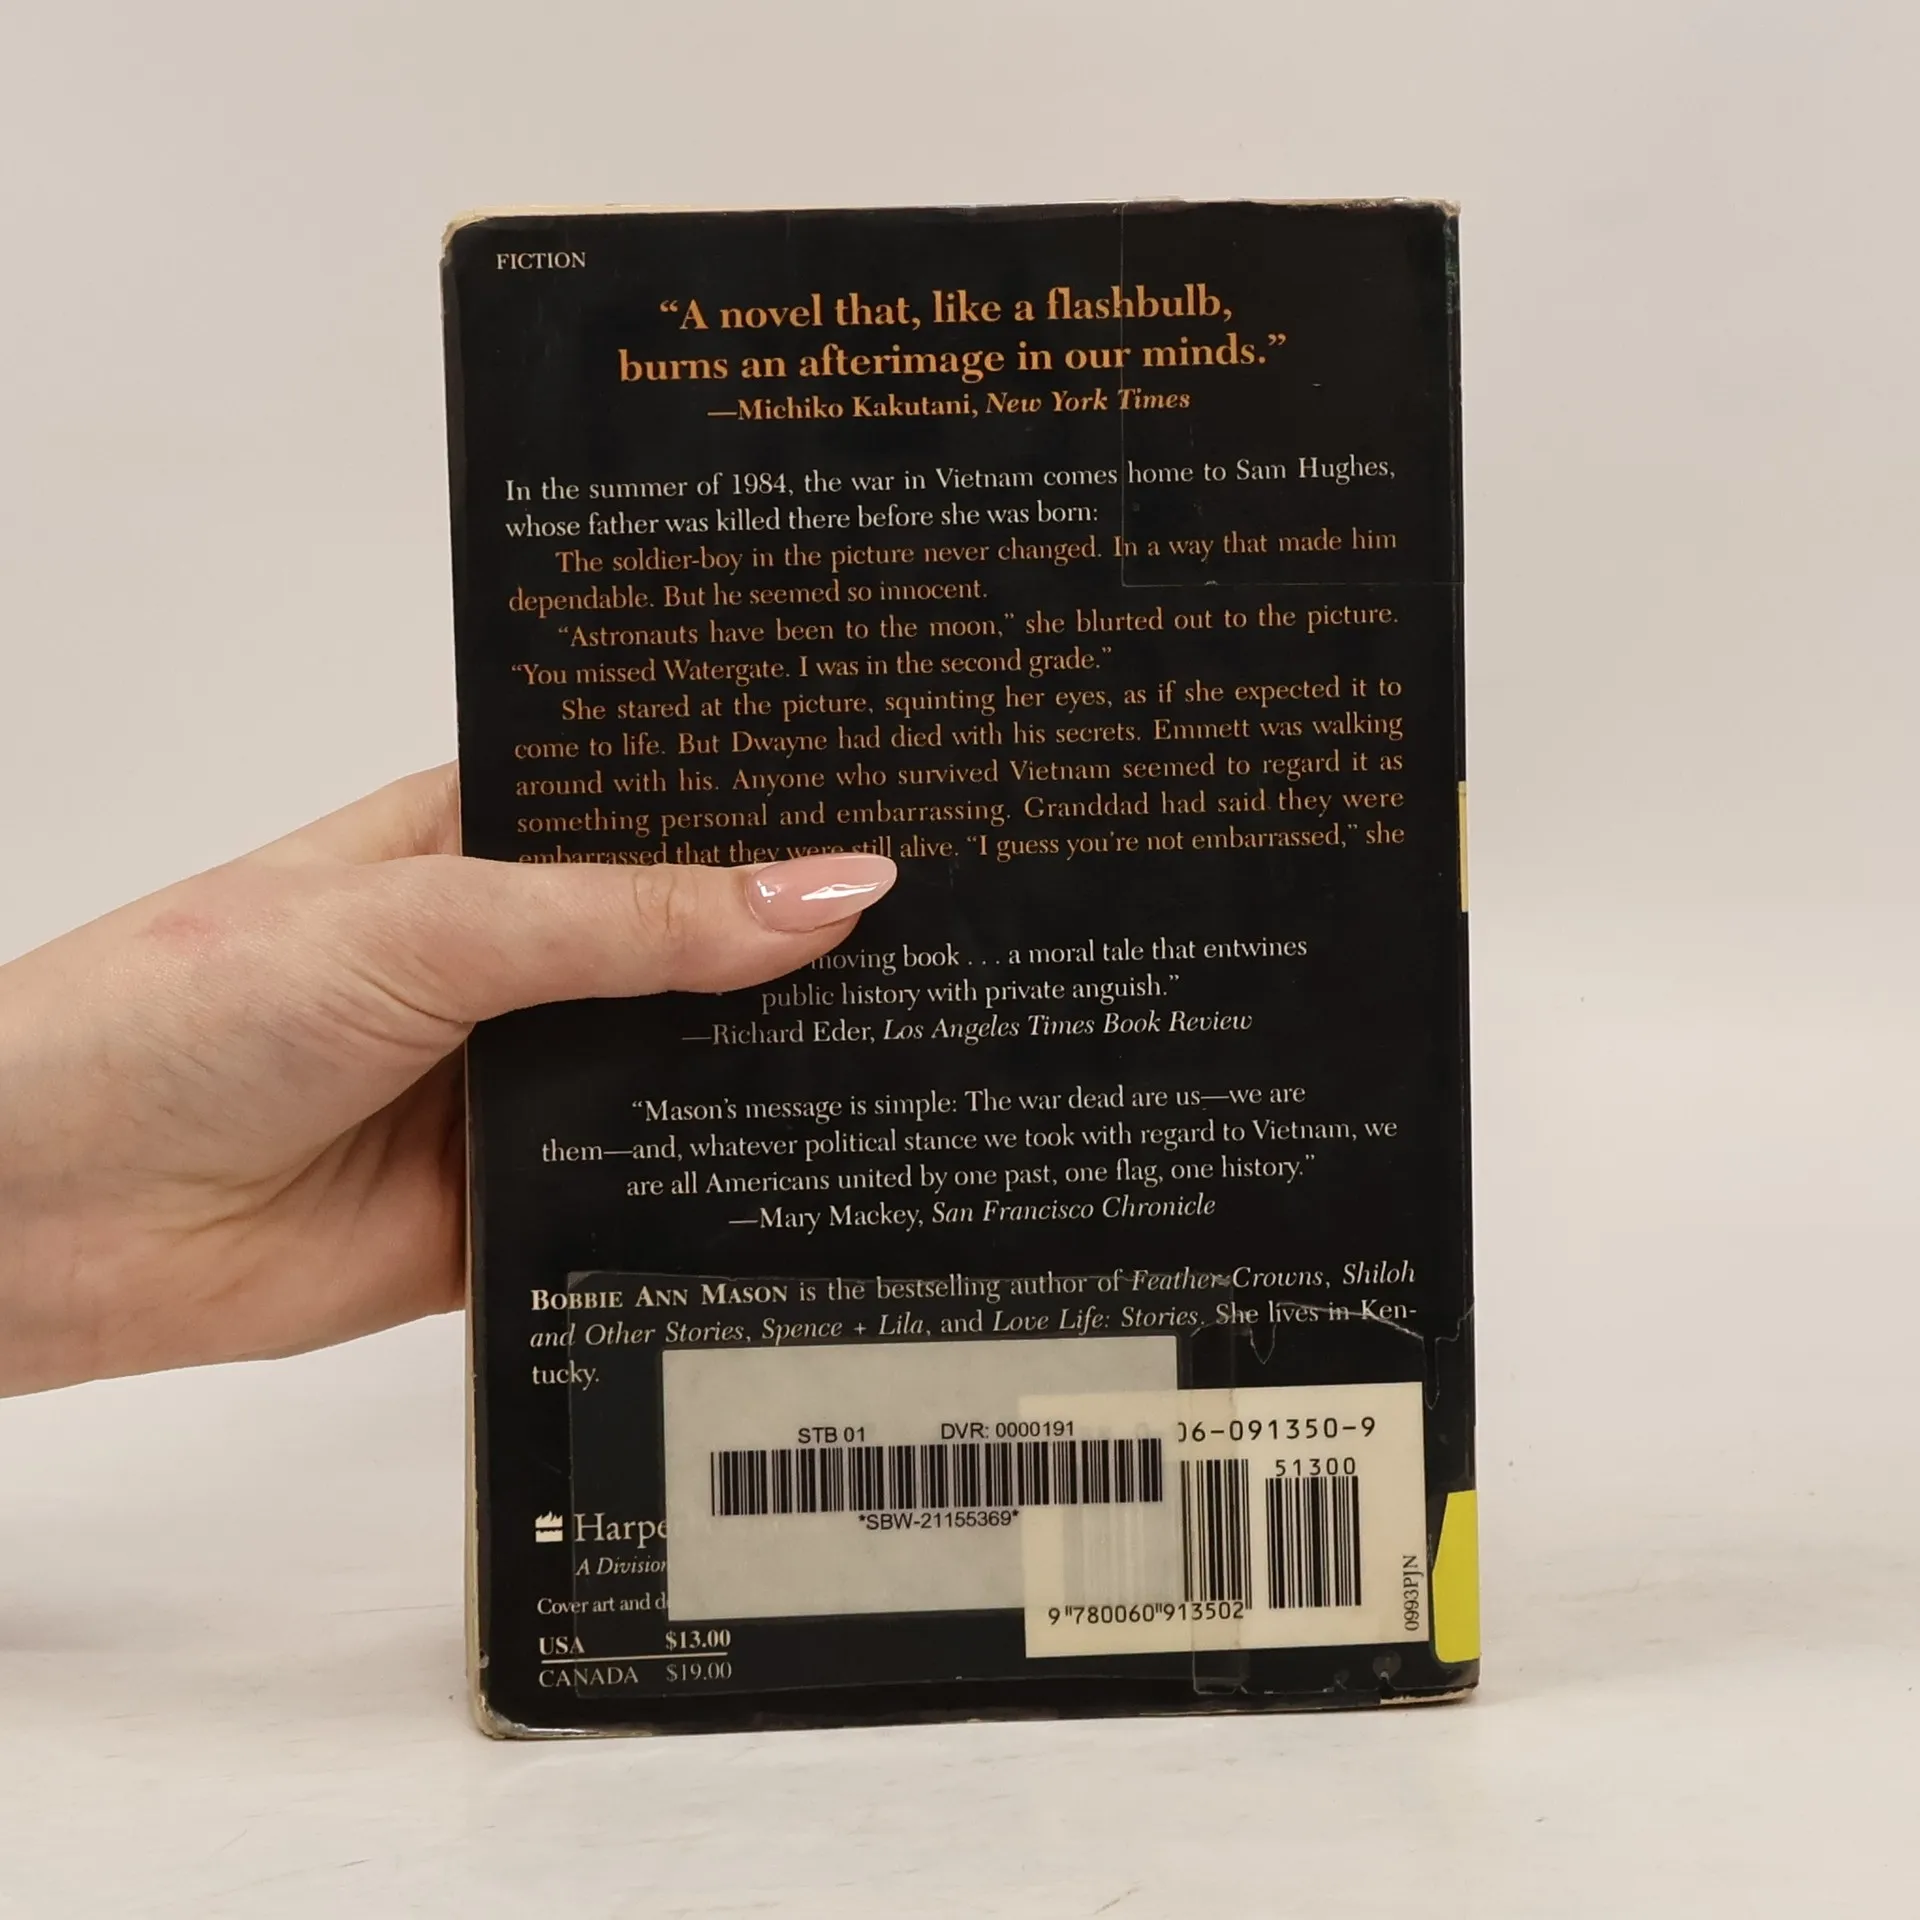 FICTION
“A novel that, like a flashbulb,
burns an afterimage in our minds.”
—Michiko Kakutani, New York Times
In the summer of 1984, the war in Vietnam comes home to Sam Hughes,
whose father was killed there before she was born:
The soldier-boy in the picture never changed. In a way that made him
dependable. But he seemed so innocent.
“Astronauts have been to the moon,” she blurted out to the picture.
“You missed Watergate. I was in the second grade.”
She stared at the picture, squinting her eyes, as if she expected it to
come to life. But Dwayne had died with his secrets. Emmett was walking
around with his. Anyone who survived Vietnam seemed to regard it as
something personal and embarrassing. Granddad had said they were
embarrassed that they were still alive. “I guess you’re not embarrassed,” she
moving book . . . a moral tale that entwines
public history with private anguish.”
—Richard Eder, Los Angeles Times Book Review
“Mason’s message is simple: The war dead are us—we are
them—and, whatever political stance we took with regard to Vietnam, we
are all Americans united by one past, one flag, one history.”
—Mary Mackey, San Francisco Chronicle
BOBBIE ANN MASON is the bestselling author of Feather Crowns, Shiloh
and Other Stories, Spence + Lila, and Love Life: Stories. She lives in Ken-
tucky.
STB 01 DVR: 0000191
*SBW-21155369*
06-091350-9
51300
9 780060 913502
0993PJN
Harpe
A Division
Cover art and d
USA $13.00
CANADA $19.00